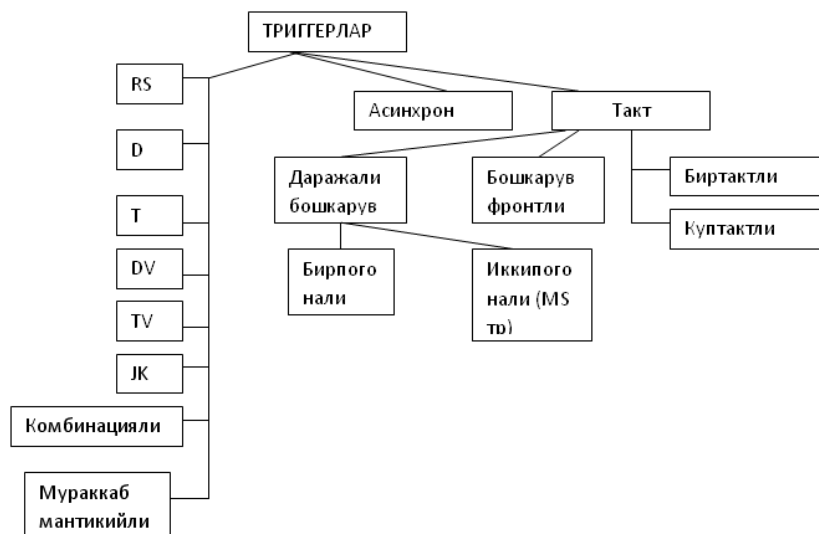 ТРИГГЕРЛАР
RS
Асинхрон
Такт
D
Даражали
бошкарув
Бошкарув
фронтли
Биртактли
T
Куптактли
DV
Бирпого
нали
Иккипого
нали (MS
тр)
TV
JK
Комбинацияли
Мураккаб
мантикийли